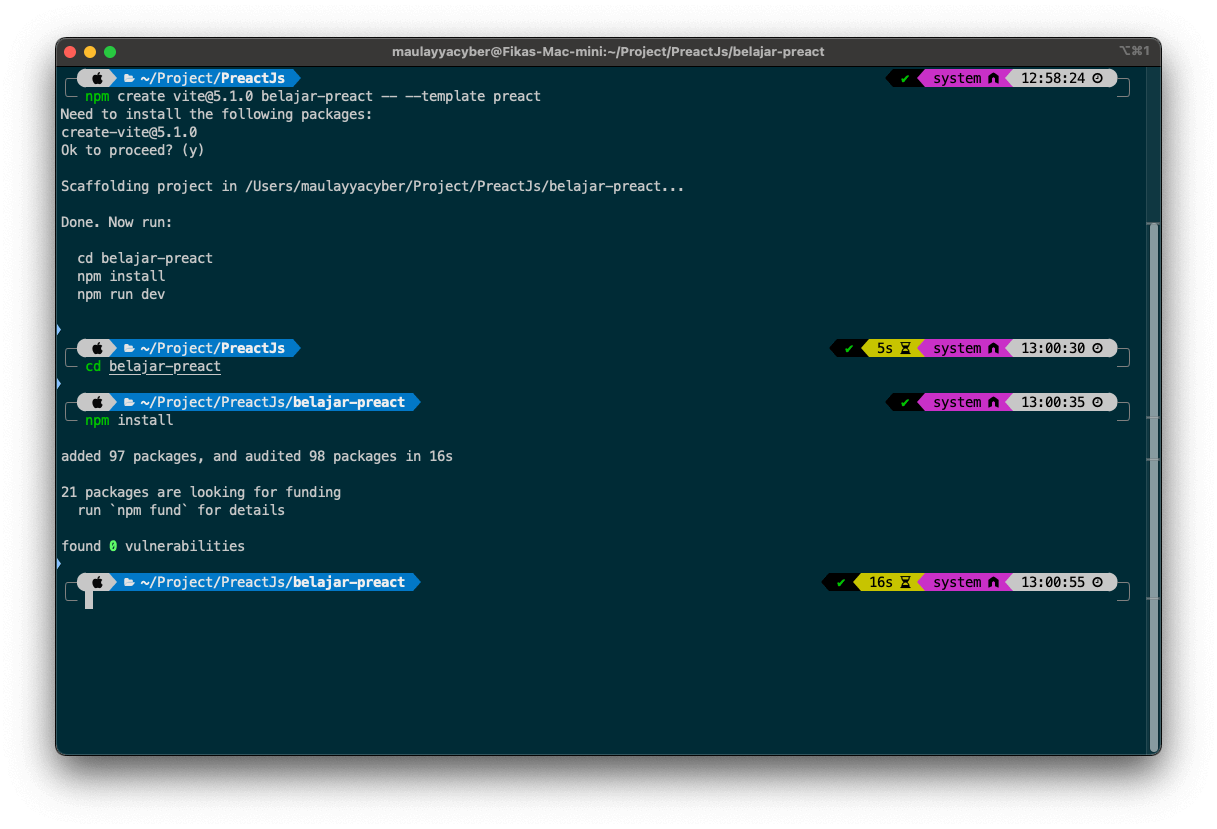 maulayyacyber@Fikas-Mac-mini:~/Project/PreactJs/belajar-preact ⌥⌘1
~/Project/PreactJs ✔ system 12:58:24
npm create vite@5.1.0 belajar-preact -- --template preact
Need to install the following packages:
create-vite@5.1.0
Ok to proceed? (y)
Scaffolding project in /Users/maulayyacyber/Project/PreactJs/belajar-preact...
Done. Now run:
cd belajar-preact
npm install
npm run dev
~/Project/PreactJs ✔ 5s system 13:00:30
cd belajar-preact
~/Project/PreactJs/belajar-preact ✔ system 13:00:35
npm install
added 97 packages, and audited 98 packages in 16s
21 packages are looking for funding
run `npm fund` for details
found 0 vulnerabilities
~/Project/PreactJs/belajar-preact ✔ 16s system 13:00:55